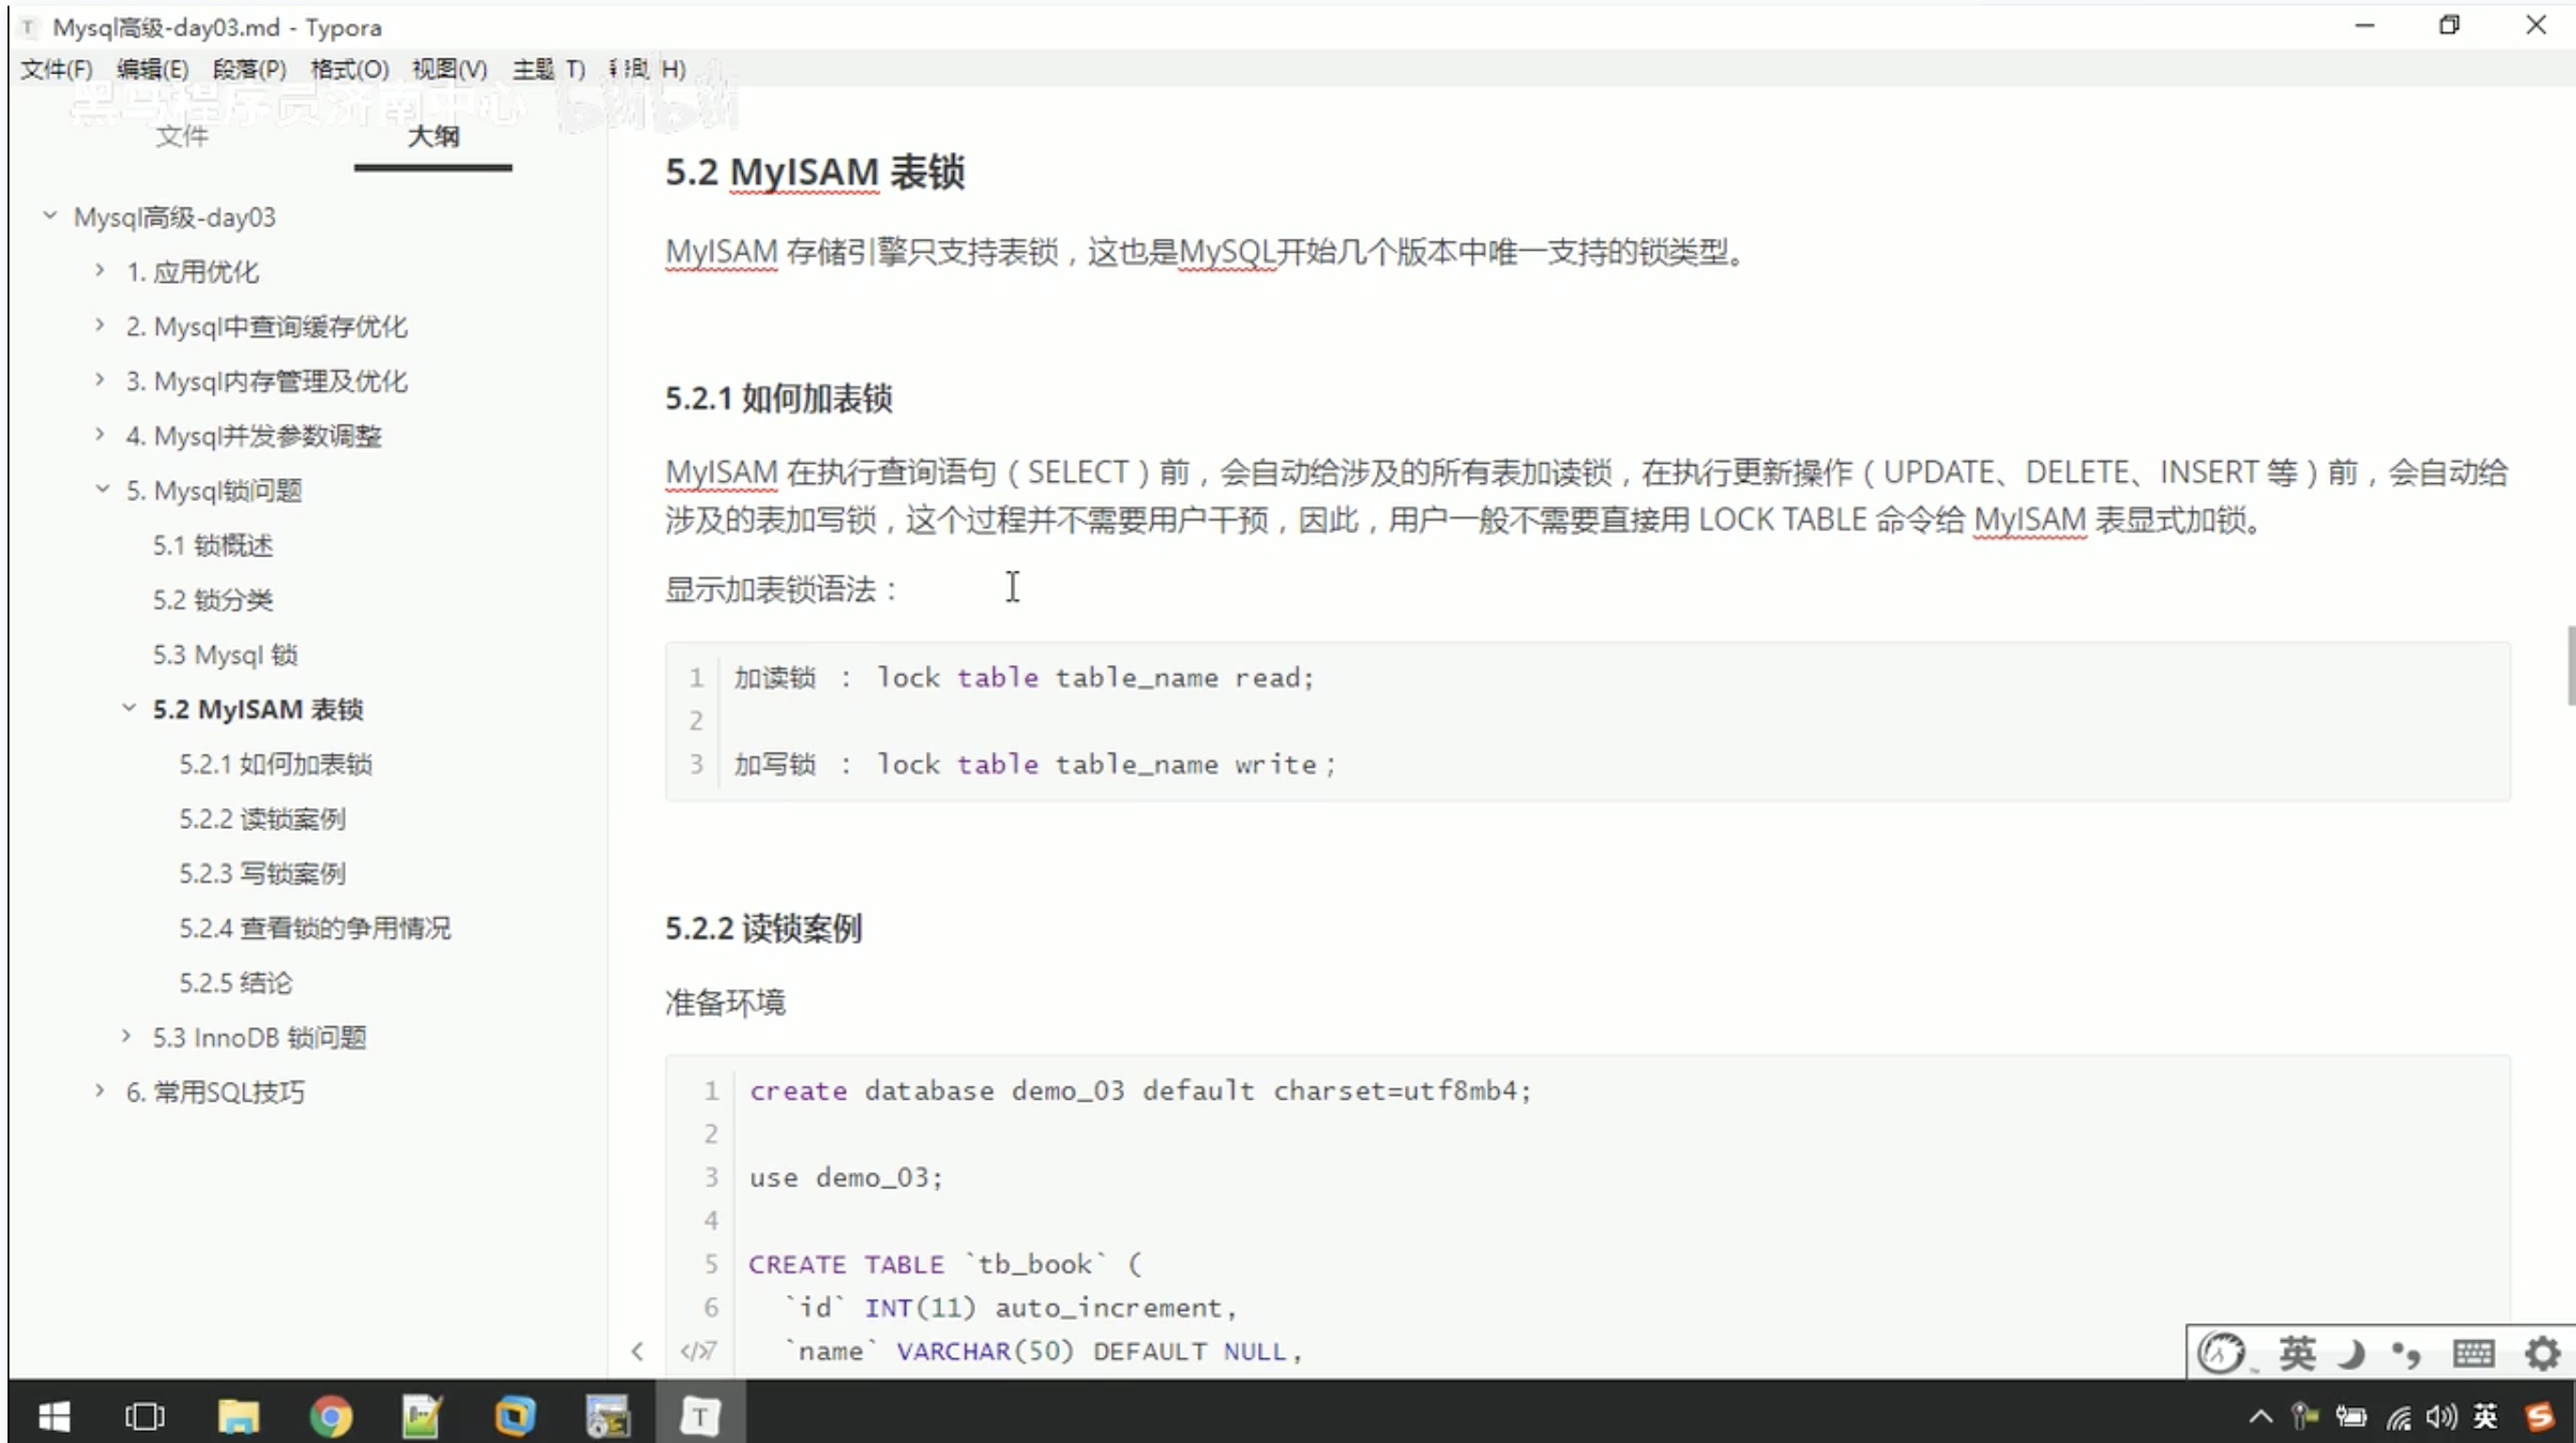 Mysql高级-day03.md - Typora
文件(F) 编辑(E) 段落(P) 格式(O) 视图(V) 主题(T) 帮助(H)
黑马程序员济南中心 bilibili
文件 大纲
Mysql高级-day03
1. 应用优化
2. Mysql中查询缓存优化
3. Mysql内存管理及优化
4. Mysql并发参数调整
5. Mysql锁问题
5.1 锁概述
5.2 锁分类
5.3 Mysql 锁
5.2 MyISAM 表锁
5.2.1 如何加表锁
5.2.2 读锁案例
5.2.3 写锁案例
5.2.4 查看锁的争用情况
5.2.5 结论
5.3 InnoDB 锁问题
6. 常用SQL技巧
5.2 MyISAM 表锁
MyISAM 存储引擎只支持表锁，这也是MySQL开始几个版本中唯一支持的锁类型。
5.2.1 如何加表锁
MyISAM 在执行查询语句（SELECT）前，会自动给涉及的所有表加读锁，在执行更新操作（UPDATE、DELETE、INSERT 等）前，会自动给
涉及的表加写锁，这个过程并不需要用户干预，因此，用户一般不需要直接用 LOCK TABLE 命令给 MyISAM 表显式加锁。
显示加表锁语法：
1 加读锁 ： lock table table_name read;
2
3 加写锁 ： lock table table_name write；
5.2.2 读锁案例
准备环境
1 create database demo_03 default charset=utf8mb4;
2
3 use demo_03;
4
5 CREATE TABLE `tb_book` (
6 `id` INT(11) auto_increment,
7 `name` VARCHAR(50) DEFAULT NULL,
英
英